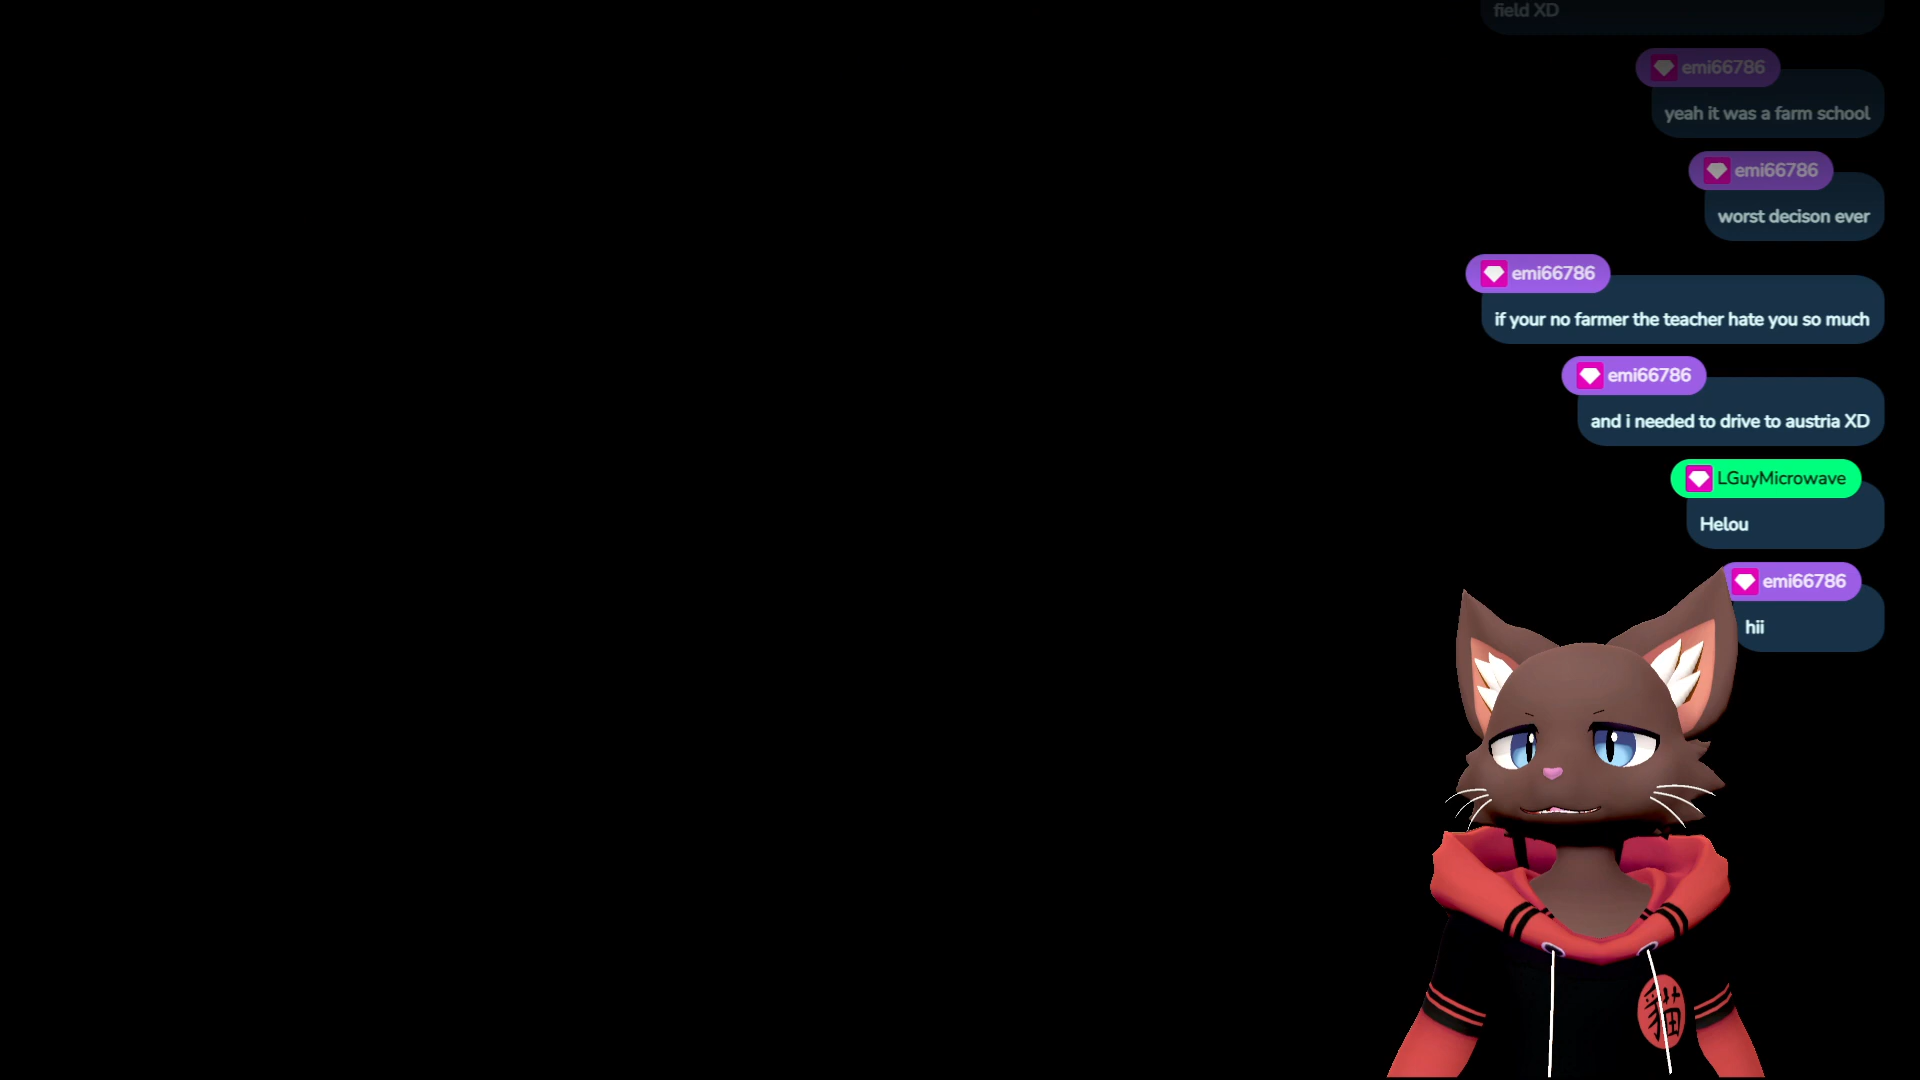 field XD
emi66786
yeah it was a farm school
emi66786
worst decison ever
emi66786
if your no farmer the teacher hate you so much
emi66786
and i needed to drive to austria XD
LGuyMicrowave
Helou
emi66786
hii
猫